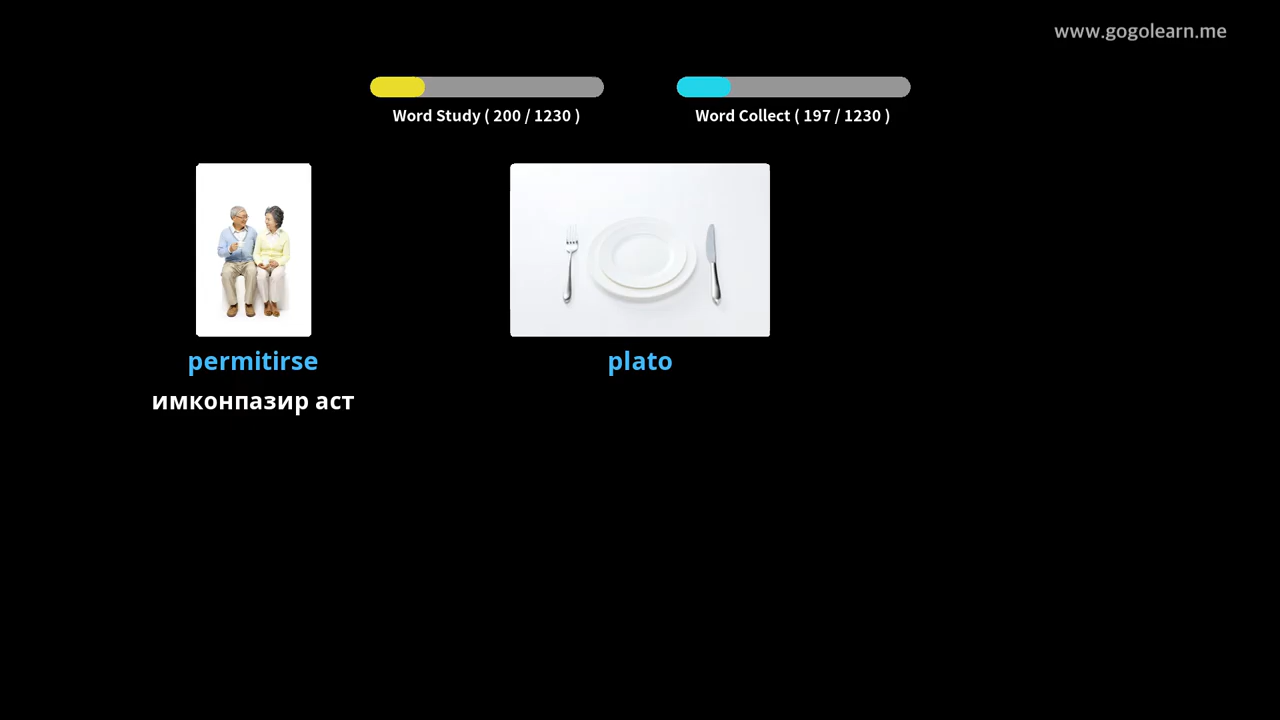 www.gogolearn.me
Word Study ( 200 / 1230 )
Word Collect ( 197 / 1230 )
permitirse
имконпазир аст
plato